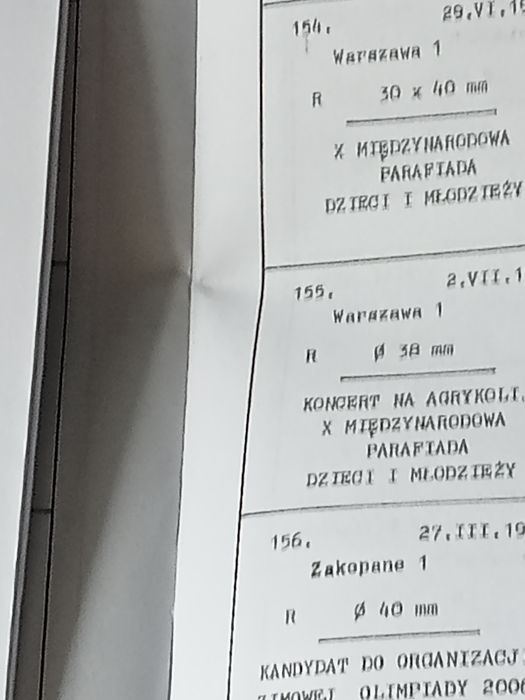 154. 29.VI.19
Warszawa 1
R 30 x 40 mm
X MIĘDZYNARODOWA
PARAFIADA
DZIECI I MŁODZIEŻY
155. 2.VII.1
Warszawa 1
R Ø 38 mm
KONCERT NA AGRYKOLI.
X MIĘDZYNARODOWA
PARAFIADA
DZIECI I MŁODZIEŻY
156. 27.III.19
Zakopane 1
R Ø 40 mm
KANDYDAT DO ORGANIZACJ
ZIMOWEJ OLIMPIADY 2006